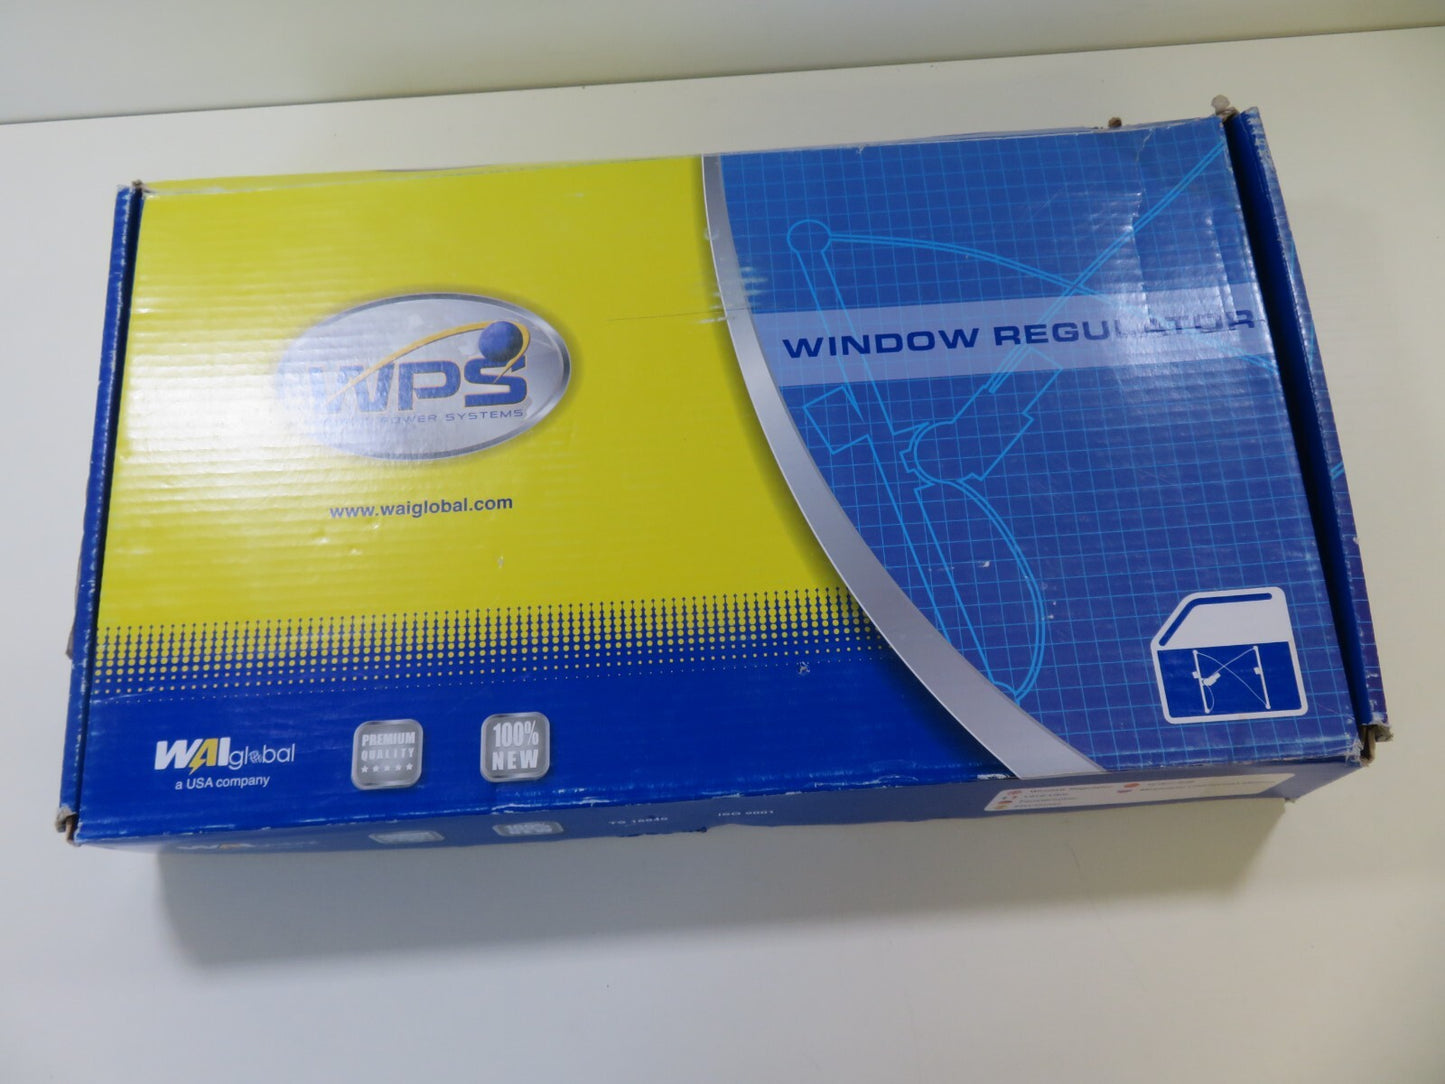 WPS
POWER SYSTEMS
www.waiglobal.com
WINDOW REGULATOR
WAIglobal
a USA company
PREMIUM
QUALITY
100%
NEW
ISO 9001